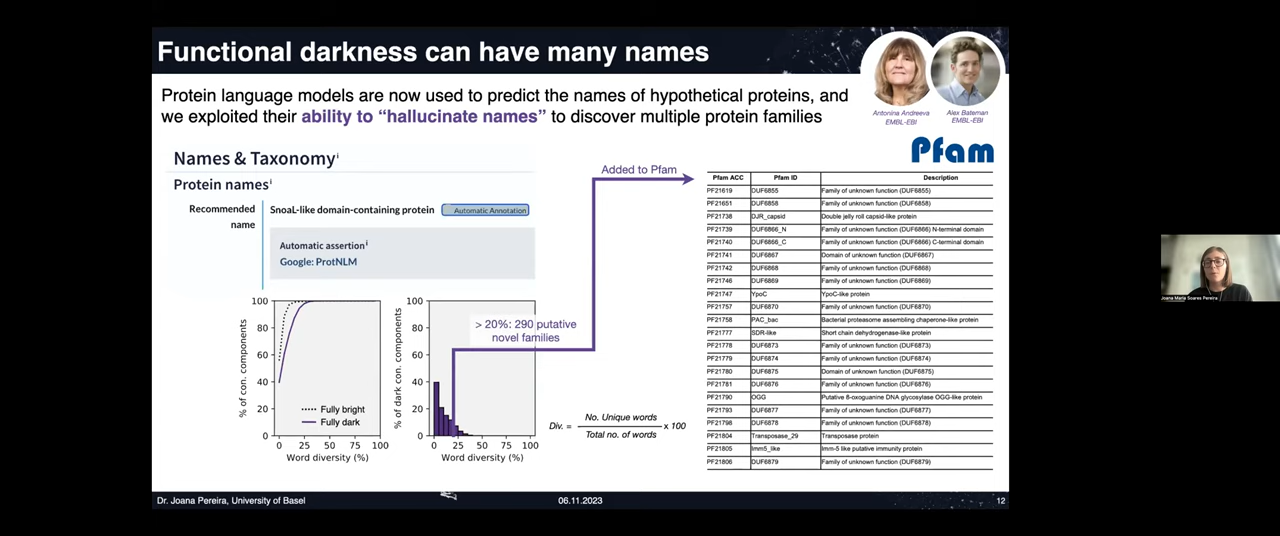 Functional darkness can have many names
Protein language models are now used to predict the names of hypothetical proteins, and
we exploited their ability to “hallucinate names” to discover multiple protein families
Antonina Andreeva
EMBL-EBI
Alex Bateman
EMBL-EBI
Names & Taxonomyⁱ
Protein namesⁱ
Recommended
name
SnoaL-like domain-containing protein
Automatic Annotation
Automatic assertionⁱ
Google: ProtNLM
100
80
60
40
20
0
% of con. components
Fully bright
Fully dark
0 25 50 75 100
Word diversity (%)
100
80
60
40
20
0
% of dark con. components
> 20%: 290 putative
novel families
0 25 50 75 100
Word diversity (%)
Div. = No. Unique words
Total no. of words x 100
Added to Pfam
Pfam
Pfam ACC Pfam ID Description
PF21619 DUF6855 Family of unknown function (DUF6855)
PF21651 DUF6858 Family of unknown function (DUF6858)
PF21738 DJR_capsid Double jelly roll capsid-like protein
PF21739 DUF6866_N Family of unknown function (DUF6866) N-terminal domain
PF21740 DUF6866_C Family of unknown function (DUF6866) C-terminal domain
PF21741 DUF6867 Domain of unknown function (DUF6867)
PF21742 DUF6868 Family of unknown function (DUF6868)
PF21746 DUF6869 Family of unknown function (DUF6869)
PF21747 YpoC YpoC-like protein
PF21757 DUF6870 Family of unknown function (DUF6870)
PF21758 PAC_bac Bacterial proteasome assembling chaperone-like protein
PF21777 SDR-like Short chain dehydrogenase-like protein
PF21778 DUF6873 Family of unknown function (DUF6873)
PF21779 DUF6874 Family of unknown function (DUF6874)
PF21780 DUF6875 Domain of unknown function (DUF6875)
PF21781 DUF6876 Family of unknown function (DUF6876)
PF21790 OGG Putative 8-oxoguanine DNA glycosylase OGG-like protein
PF21793 DUF6877 Family of unknown function (DUF6877)
PF21798 DUF6878 Family of unknown function (DUF6878)
PF21804 Transposase_29 Transposase protein
PF21805 Imm5_like Imm-5 like putative immunity protein
PF21806 DUF6879 Family of unknown function (DUF6879)
Dr. Joana Pereira, University of Basel
06.11.2023
12
Joana Maria Soares Pereira